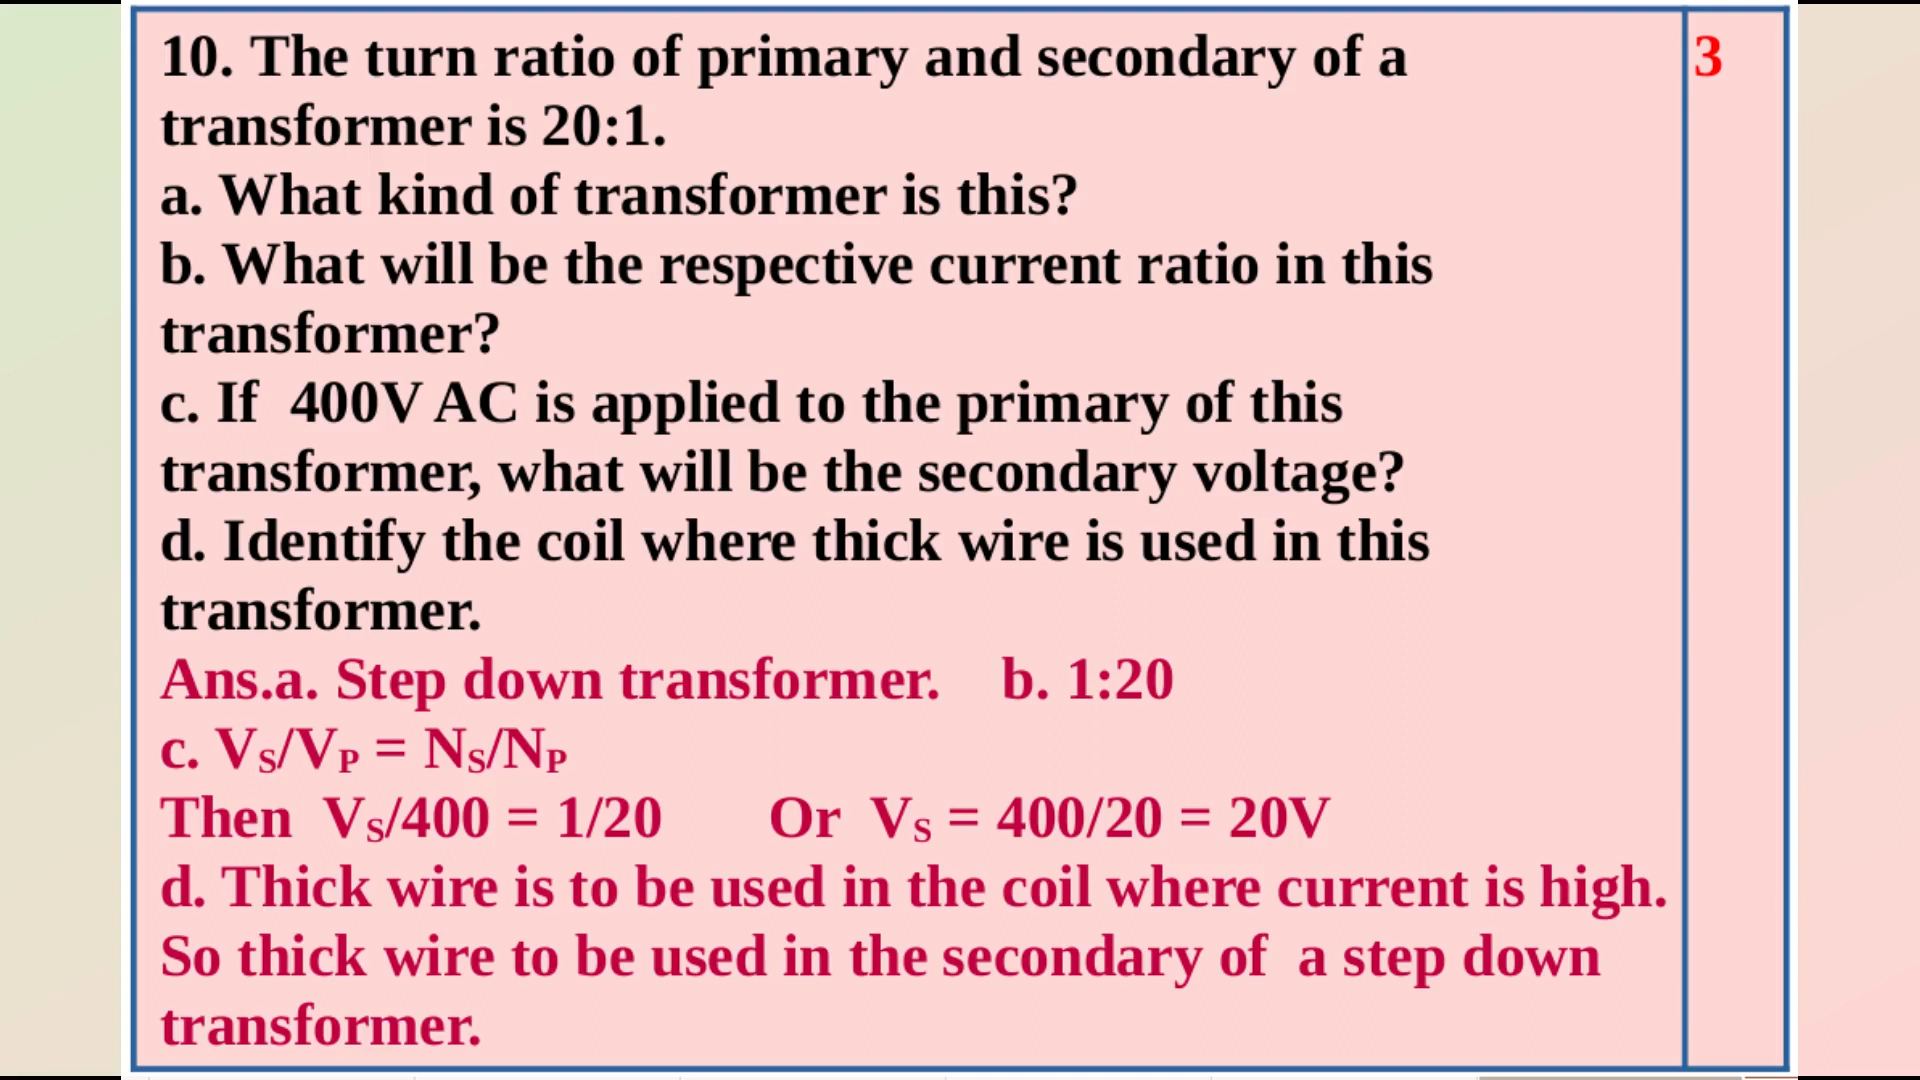 10. The turn ratio of primary and secondary of a
3
transformer is 20:1.
a. What kind of transformer is this?
b. What will be the respective current ratio in this
transformer?
c. If 400V AC is applied to the primary of this
transformer, what will be the secondary voltage?
d. Identify the coil where thick wire is used in this
transformer.
Ans.a. Step down transformer. b. 1:20
c. VS/VP = NS/NP
Then VS/400 = 1/20 Or VS = 400/20 = 20V
d. Thick wire is to be used in the coil where current is high.
So thick wire to be used in the secondary of a step down
transformer.